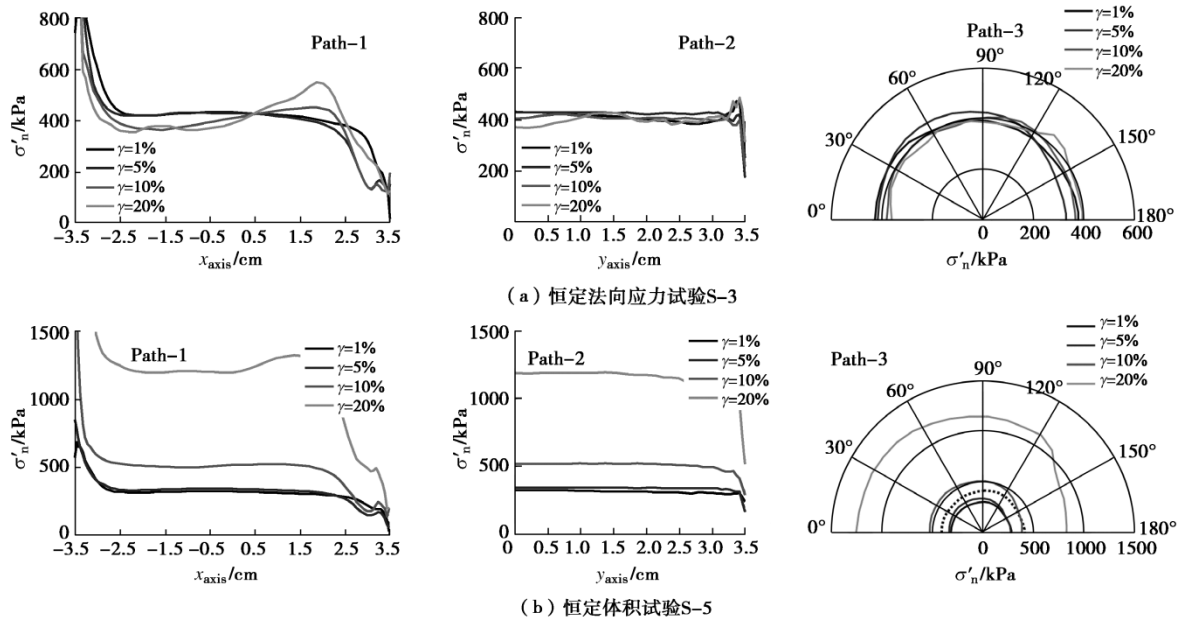 Path-1
800
600
400
200
0
σ′n/kPa
γ=1%
γ=5%
γ=10%
γ=20%
−3.5 −2.5 −1.5 −0.5 0.5 1.5 2.5 3.5
xaxis/cm
Path-2
800
600
400
200
0
σ′n/kPa
γ=1%
γ=5%
γ=10%
γ=20%
0 0.5 1.0 1.5 2.0 2.5 3.0 3.5
yaxis/cm
Path-3
γ=1%
γ=5%
γ=10%
γ=20%
0° 30° 60° 90° 120° 150° 180°
0 200 400 600
σ′n/kPa
(a)恒定法向应力试验S-3
Path-1
1500
1000
500
0
σ′n/kPa
γ=1%
γ=5%
γ=10%
γ=20%
−3.5 −2.5 −1.5 −0.5 0.5 1.5 2.5 3.5
xaxis/cm
Path-2
1500
1000
500
0
σ′n/kPa
γ=1%
γ=5%
γ=10%
γ=20%
0 0.5 1.0 1.5 2.0 2.5 3.0 3.5
yaxis/cm
Path-3
γ=1%
γ=5%
γ=10%
γ=20%
0° 30° 60° 90° 120° 150° 180°
0 500 1000 1500
σ′n/kPa
(b)恒定体积试验S-5